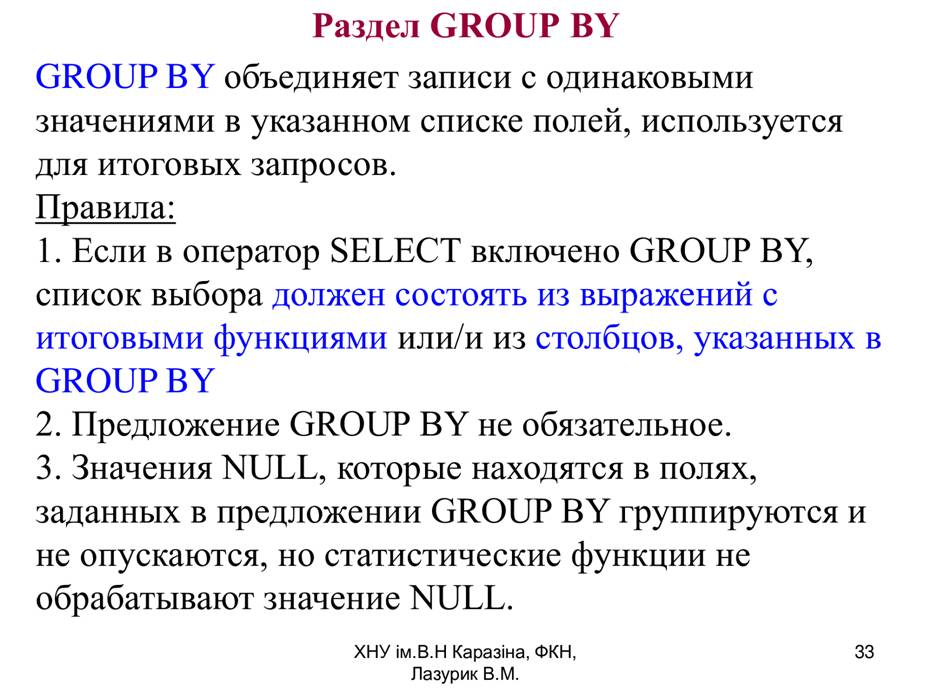 Раздел GROUP BY
GROUP BY объединяет записи с одинаковыми
значениями в указанном списке полей, используется
для итоговых запросов.
Правила:
1. Если в оператор SELECT включено GROUP BY,
список выбора должен состоять из выражений с
итоговыми функциями или/и из столбцов, указанных в
GROUP BY
2. Предложение GROUP BY не обязательное.
3. Значения NULL, которые находятся в полях,
заданных в предложении GROUP BY группируются и
не опускаются, но статистические функции не
обрабатывают значение NULL.
ХНУ ім.В.Н Каразіна, ФКН,
Лазурик В.М.
33